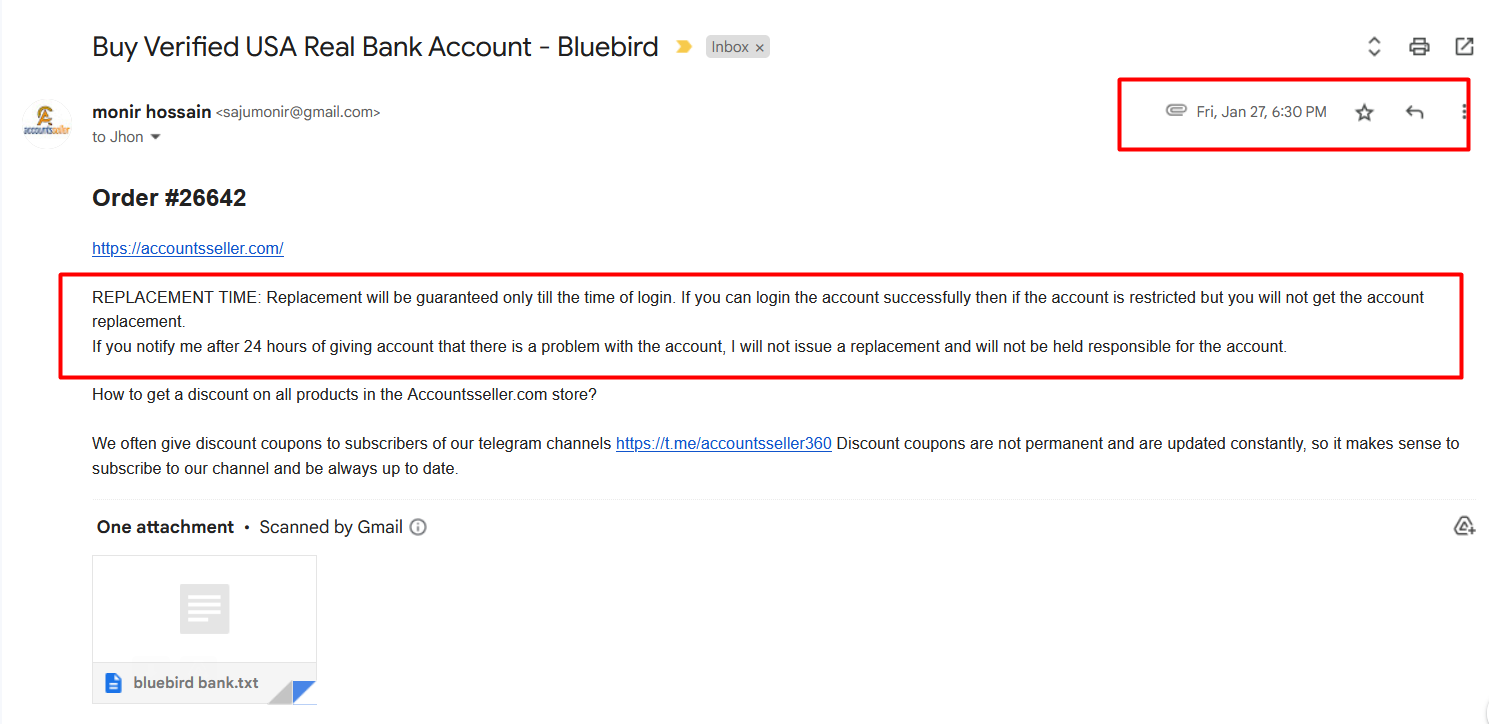 Buy Verified USA Real Bank Account - Bluebird Inbox ×
monir hossain <sajumonir@gmail.com> Fri, Jan 27, 6:30 PM
accountsseller
to Jhon
Order #26642
https://accountsseller.com/
REPLACEMENT TIME: Replacement will be guaranteed only till the time of login. If you can login the account successfully then if the account is restricted but you will not get the account
replacement.
If you notify me after 24 hours of giving account that there is a problem with the account, I will not issue a replacement and will not be held responsible for the account.
How to get a discount on all products in the Accountsseller.com store?
We often give discount coupons to subscribers of our telegram channels https://t.me/accountsseller360 Discount coupons are not permanent and are updated constantly, so it makes sense to
subscribe to our channel and be always up to date.
One attachment • Scanned by Gmail
bluebird bank.txt